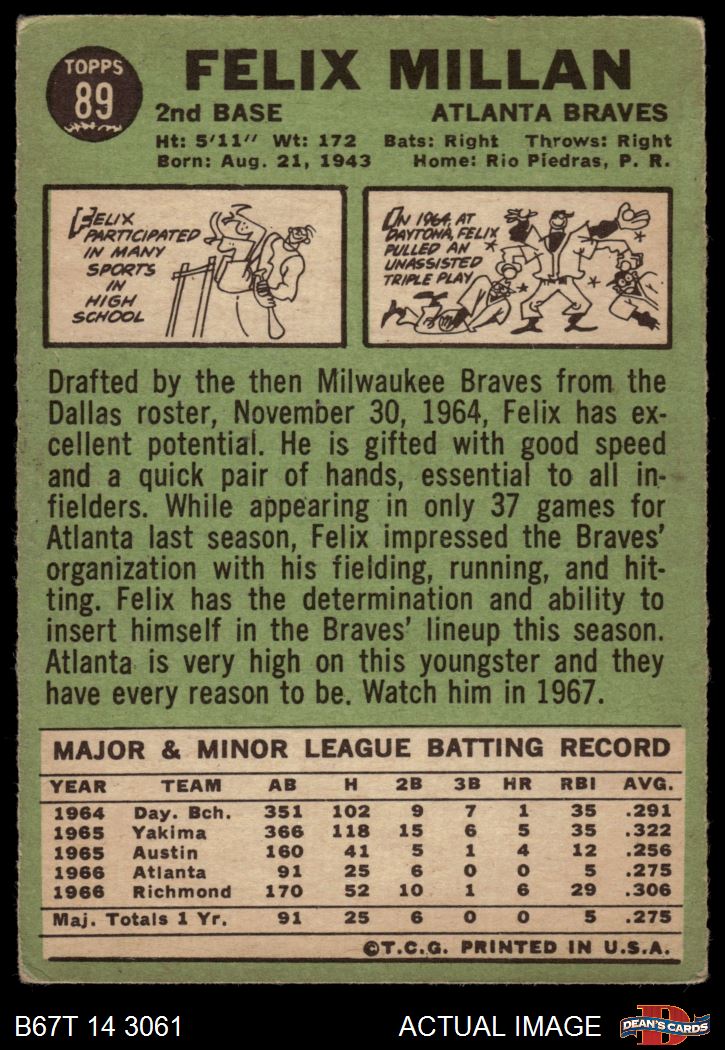 TOPPS
89
FELIX MILLAN
2nd BASE ATLANTA BRAVES
Ht: 5'11" Wt: 172 Bats: Right Throws: Right
Born: Aug. 21, 1943 Home: Rio Piedras, P. R.
FELIX
PARTICIPATED
IN MANY
SPORTS
IN
HIGH
SCHOOL
IN 1964, AT
DAYTONA, FELIX
PULLED AN
UNASSISTED
TRIPLE PLAY
Drafted by the then Milwaukee Braves from the
Dallas roster, November 30, 1964, Felix has ex-
cellent potential. He is gifted with good speed
and a quick pair of hands, essential to all in-
fielders. While appearing in only 37 games for
Atlanta last season, Felix impressed the Braves'
organization with his fielding, running, and hit-
ting. Felix has the determination and ability to
insert himself in the Braves' lineup this season.
Atlanta is very high on this youngster and they
have every reason to be. Watch him in 1967.
MAJOR & MINOR LEAGUE BATTING RECORD
YEAR TEAM AB H 2B 3B HR RBI AVG.
1964 Day. Bch. 351 102 9 7 1 35 .291
1965 Yakima 366 118 15 6 5 35 .322
1965 Austin 160 41 5 1 4 12 .256
1966 Atlanta 91 25 6 0 0 5 .275
1966 Richmond 170 52 10 1 6 29 .306
Maj. Totals 1 Yr. 91 25 6 0 0 5 .275
©T.C.G. PRINTED IN U.S.A.
B67T 14 3061 ACTUAL IMAGE DEAN'S CARDS